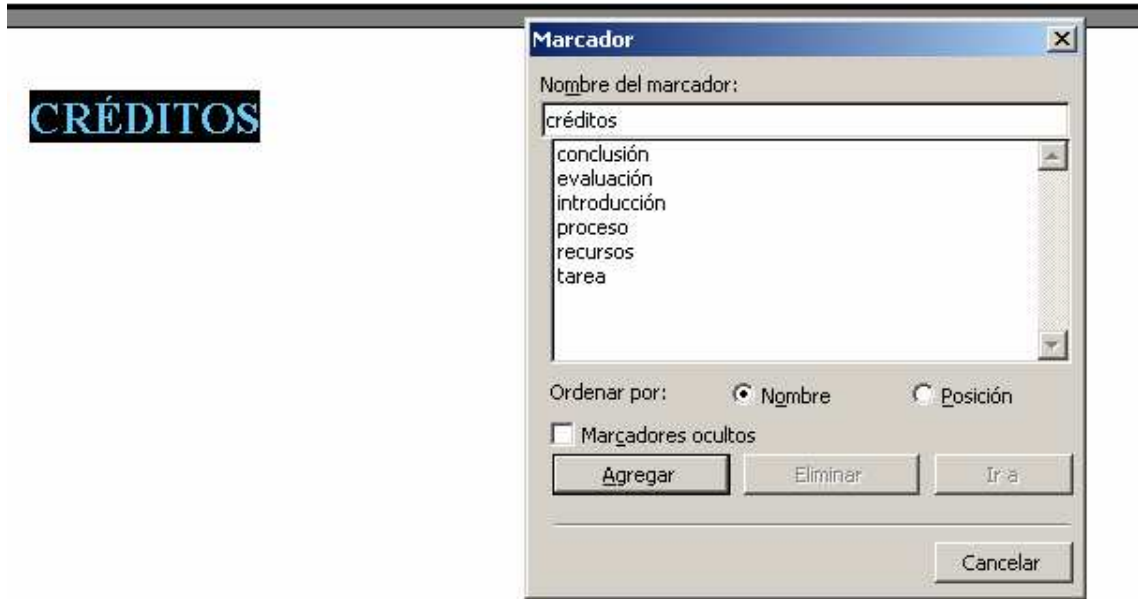 CRÉDITOS
Marcador
Nombre del marcador:
créditos
conclusión
evaluación
introducción
proceso
recursos
tarea
Ordenar por: Nombre Posición
Marcadores ocultos
Agregar Eliminar Ir a
Cancelar